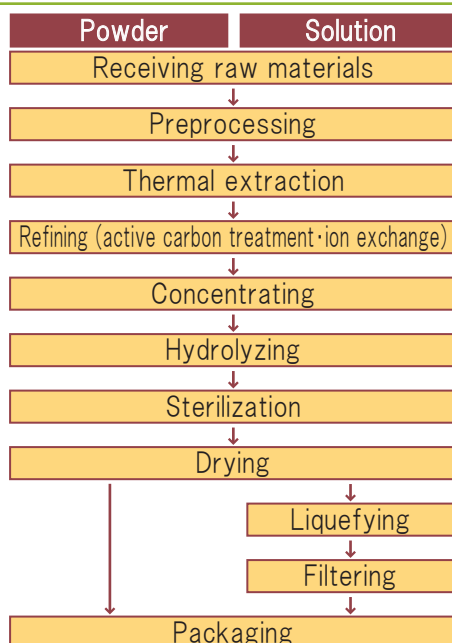 Powder
Solution
Receiving raw materials
Preprocessing
Thermal extraction
Refining (active carbon treatment･ion exchange)
Concentrating
Hydrolyzing
Sterilization
Drying
Liquefying
Filtering
Packaging